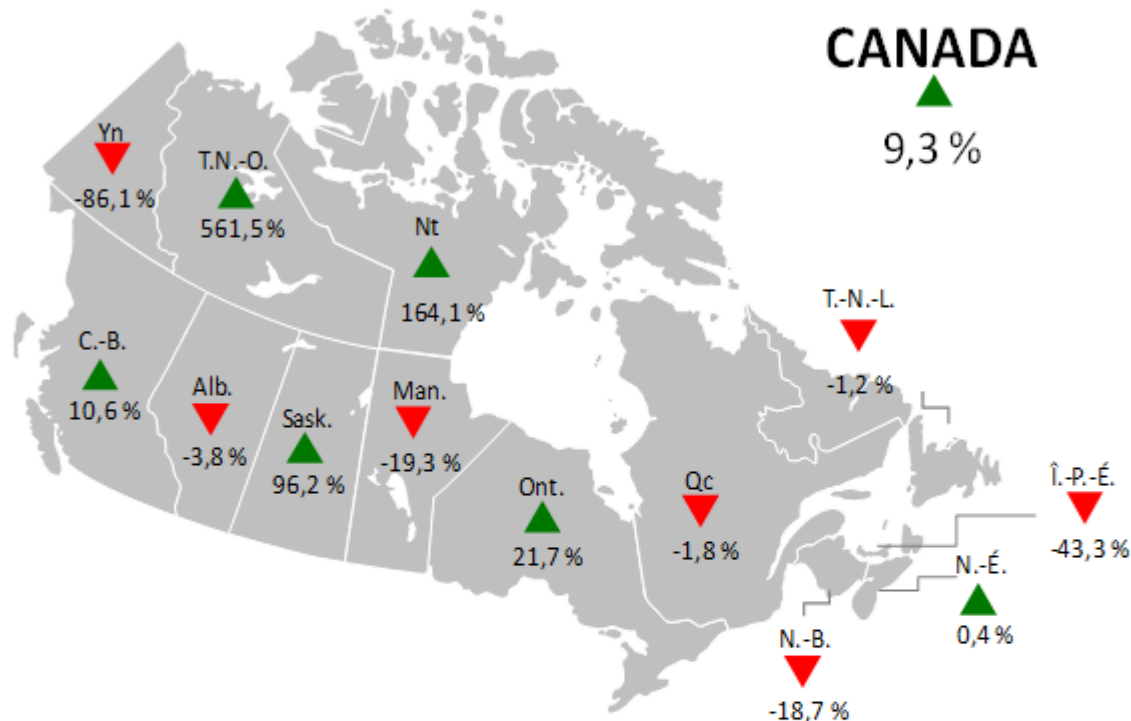 CANADA
9,3 %
Yn
-86,1 %
T.N.-O.
561,5 %
Nt
164,1 %
C.-B.
10,6 %
Alb.
-3,8 %
Sask.
96,2 %
Man.
-19,3 %
Ont.
21,7 %
Qc
-1,8 %
T.-N.-L.
-1,2 %
Î.-P.-É.
-43,3 %
N.-É.
0,4 %
N.-B.
-18,7 %